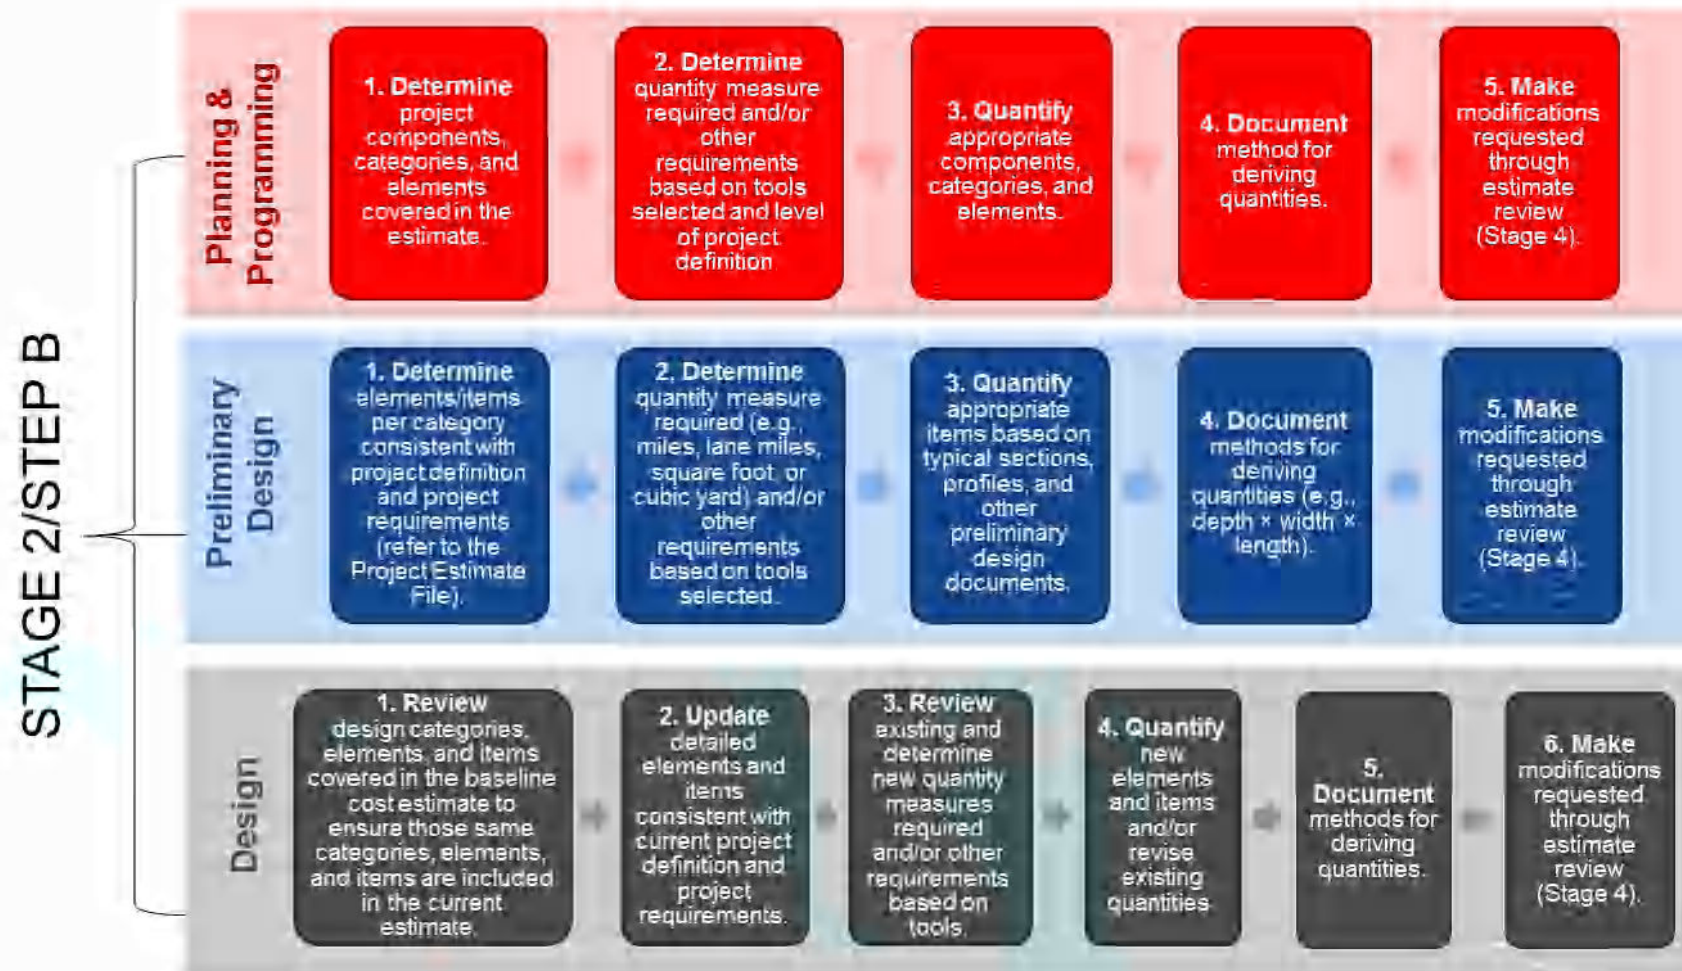 STAGE 2/STEP B
Planning &
Programming
1. Determine
project
components,
categories, and
elements
covered in the
estimate.
2. Determine
quantity measure
required and/or
other
requirements
based on tools
selected and level
of project
definition
3. Quantify
appropriate
components,
categories, and
elements.
4. Document
method for
deriving
quantities.
5. Make
modifications
requested
through
estimate
review
(Stage 4).
Preliminary
Design
1. Determine
elements/items
per category
consistent with
project definition
and project
requirements
(refer to the
Project Estimate
File).
2. Determine
quantity measure
required (e.g.,
miles, lane miles,
square foot, or
cubic yard) and/or
other
requirements
based on tools
selected.
3. Quantify
appropriate
items based on
typical sections,
profiles, and
other
preliminary
design
documents.
4. Document
methods for
deriving
quantities (e.g.,
depth × width ×
length).
5. Make
modifications
requested
through
estimate
review
(Stage 4).
Design
1. Review
design categories,
elements, and items
covered in the baseline
cost estimate to
ensure those same
categories, elements,
and items are included
in the current
estimate.
2. Update
detailed
elements and
items
consistent with
current project
definition and
project
requirements.
3. Review
existing and
determine
new quantity
measures
required
and/or other
requirements
based on
tools.
4. Quantify
new
elements
and items
and/or
revise
existing
quantities
5.
Document
methods for
deriving
quantities.
6. Make
modifications
requested
through
estimate
review
(Stage 4).